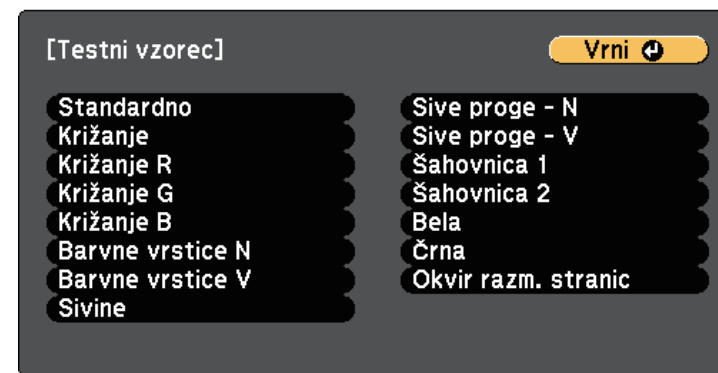 [Testni vzorec]
Vrni
Standardno
Križanje
Križanje R
Križanje G
Križanje B
Barvne vrstice N
Barvne vrstice V
Sivine
Sive proge - N
Sive proge - V
Šahovnica 1
Šahovnica 2
Bela
Črna
Okvir razm. stranic